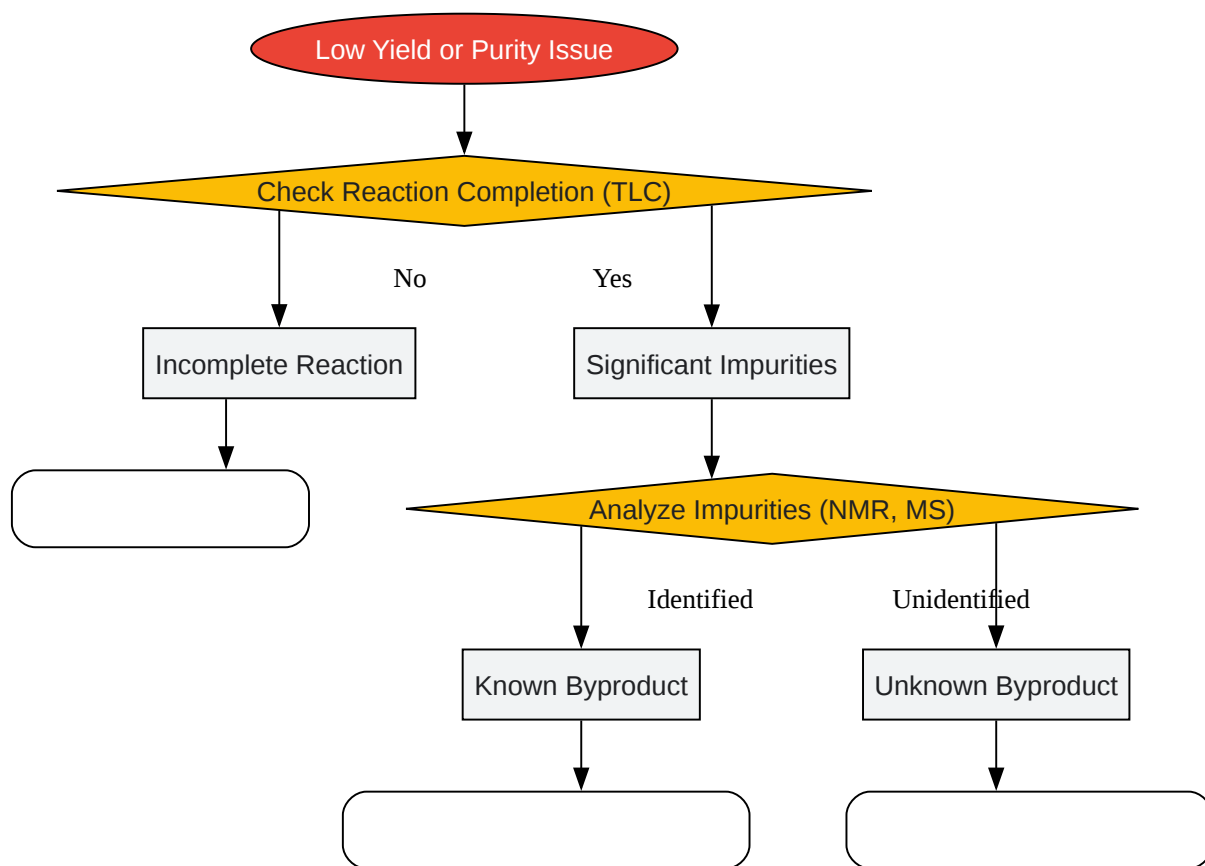 Low Yield or Purity Issue
Check Reaction Completion (TLC)
No
Yes
Incomplete Reaction
Significant Impurities
Analyze Impurities (NMR, MS)
Identified
Unidentified
Known Byproduct
Unknown Byproduct